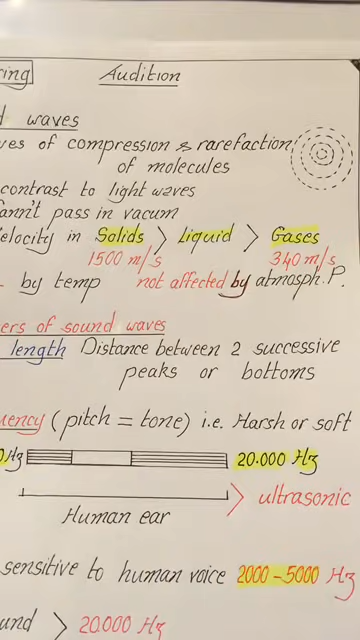 ring Audition
d waves
ves of compression & rarefaction
of molecules
contrast to light waves
ann't pass in vacum
elocity in Solids > Liquid > Gases
1500 m/s 340 m/s
by temp not affected by atmosph.P.
ers of sound waves
length Distance between 2 successive
peaks or bottoms
uency (pitch = tone) i.e. Harsh or soft
0 Hz 20.000 Hz
> ultrasonic
Human ear
sensitive to human voice 2000 - 5000 Hz
und > 20.000 Hz